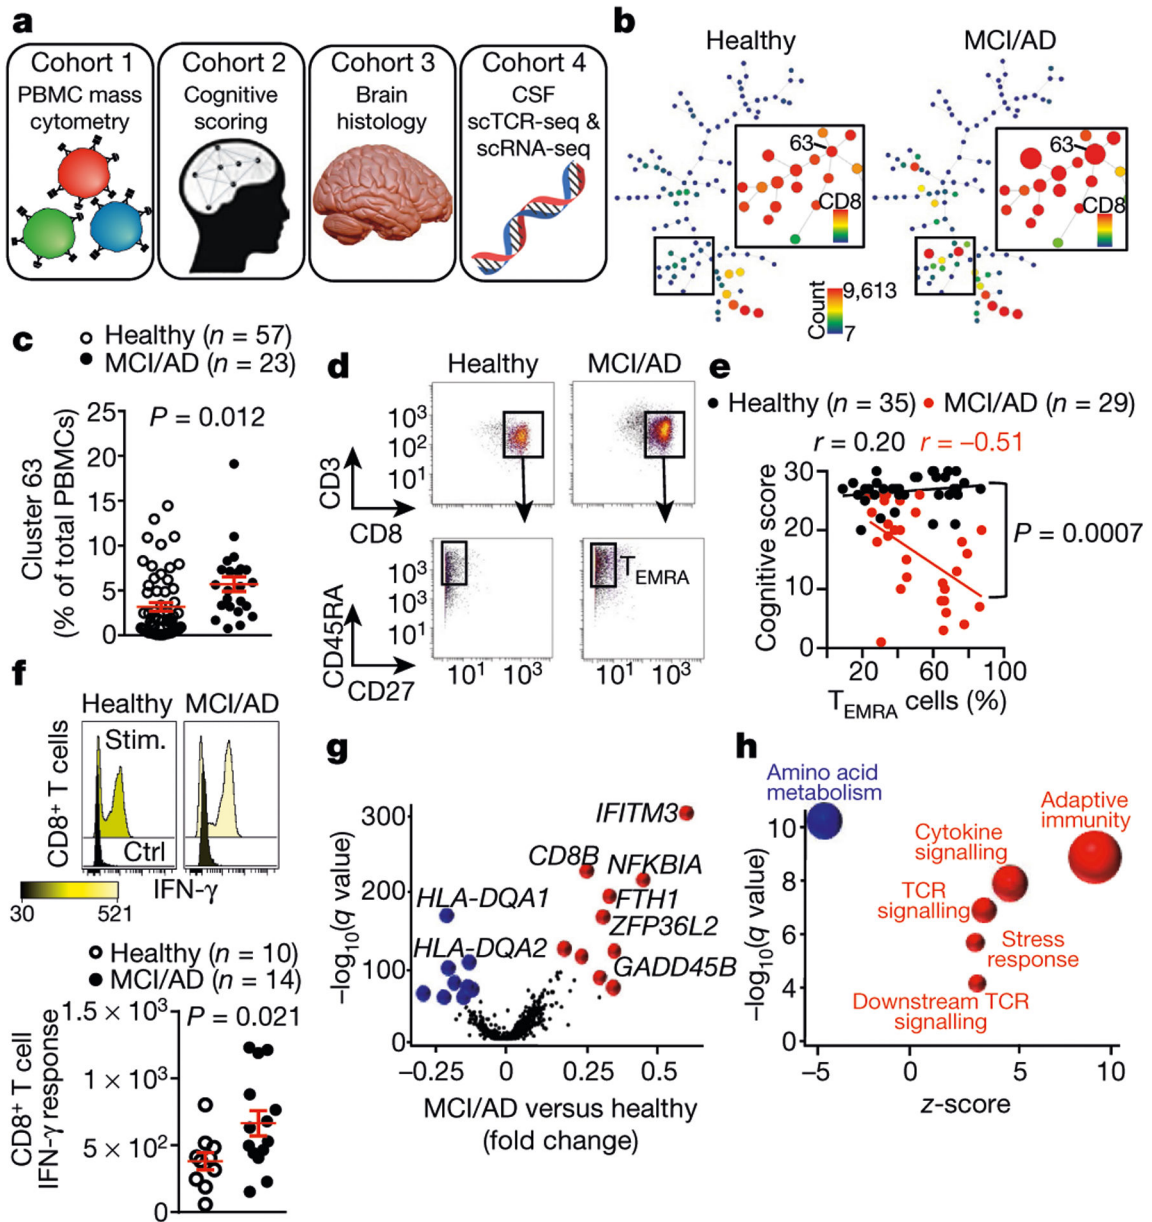 a
Cohort 1
PBMC mass
cytometry
Cohort 2
Cognitive
scoring
Cohort 3
Brain
histology
Cohort 4
CSF
scTCR-seq &
scRNA-seq
b
Healthy
MCI/AD
63
CD8
63
CD8
Count
9,613
7
c
Healthy (n = 57)
MCI/AD (n = 23)
P = 0.012
Cluster 63
(% of total PBMCs)
25
20
15
10
5
0
d
Healthy
MCI/AD
10³
10²
10¹
CD3
CD8
10³
10³
10¹
TEMRA
CD45RA
CD27
10¹ 10³
10¹ 10³
e
Healthy (n = 35)
MCI/AD (n = 29)
r = 0.20
r = −0.51
Cognitive score
30
20
10
0
P = 0.0007
20 60 100
TEMRA cells (%)
f
Healthy
MCI/AD
CD8⁺ T cells
Stim.
Ctrl
IFN-γ
30
521
Healthy (n = 10)
MCI/AD (n = 14)
P = 0.021
CD8⁺ T cell
IFN-γ response
1.5 × 10³
1 × 10³
5 × 10²
0
g
−log₁₀(q value)
300
200
100
0
IFITM3
CD8B
NFKBIA
HLA-DQA1
FTH1
ZFP36L2
HLA-DQA2
GADD45B
−0.25 0 0.25 0.5
MCI/AD versus healthy
(fold change)
h
−log₁₀(q value)
10
8
6
4
2
0
Amino acid
metabolism
Adaptive
immunity
Cytokine
signalling
TCR
signalling
Stress
response
Downstream TCR
signalling
−5 0 5 10
z-score